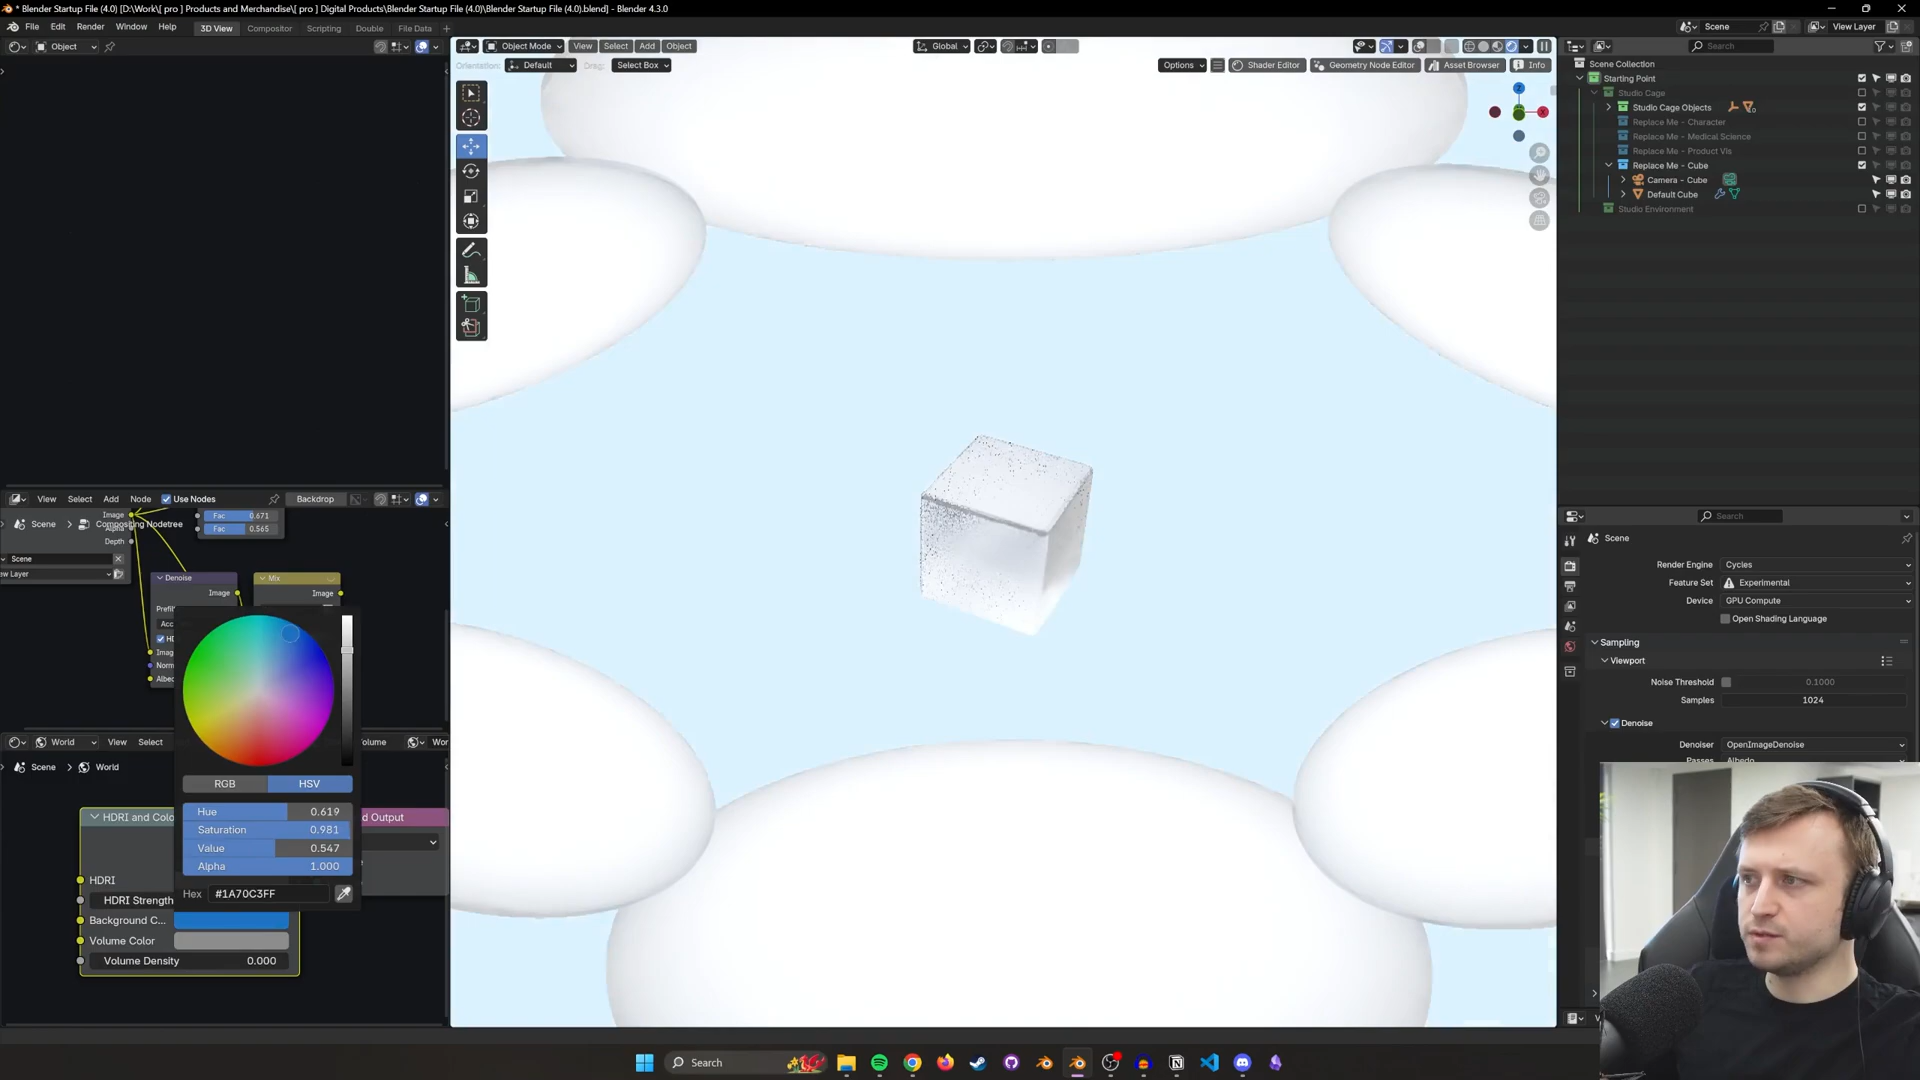 * Blender Startup File (4.0) [D:\Work\[ pro ] Products and Merchandise\[ pro ] Digital Products\Blender Startup File (4.0)\Blender Startup File (4.0).blend] - Blender 4.3.0
File Edit Render Window Help 3D View Compositor Scripting Double File Data +
Scene View Layer
Object
Object Mode View Select Add Object Global
Search
Orientation: Default Drag: Select Box Options Shader Editor Geometry Node Editor Asset Browser Info
Scene Collection
Starting Point
Studio Cage
Studio Cage Objects
Replace Me - Character
Replace Me - Medical Science
Replace Me - Product Vis
Replace Me - Cube
Camera - Cube
Default Cube
Studio Environment
Z
X
View Select Add Node Use Nodes Backdrop
Image
Fac 0.671
Scene Compositing Nodetree
Alpha
Fac 0.565
Depth
Scene
Denoise Mix
Image Image
Search
Scene
Render Engine Cycles
Feature Set Experimental
Device GPU Compute
Open Shading Language
Sampling
Viewport
Noise Threshold 0.1000
Samples 1024
Denoise
Denoiser OpenImageDenoise
Passes Albedo
World View Select
Scene World
RGB HSV
Hue 0.619
Saturation 0.981
Value 0.547
Alpha 1.000
Hex #1A70C3FF
HDRI
HDRI Strength
Background C...
Volume Color
Volume Density 0.000
Search